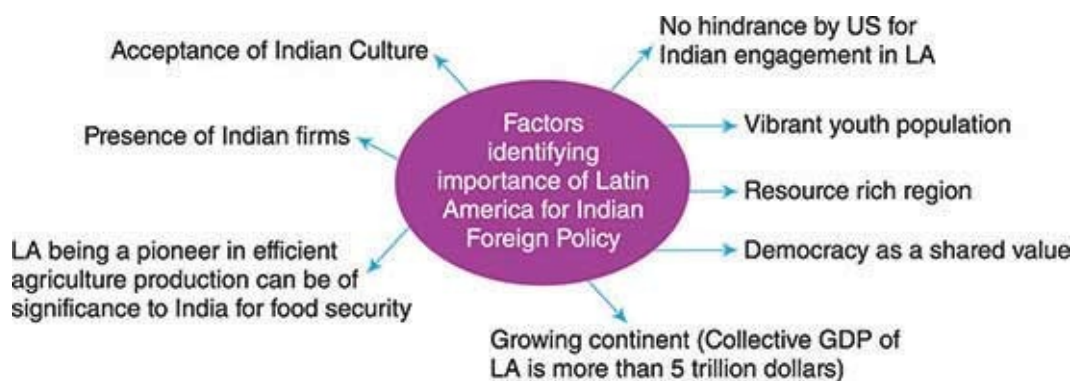 Acceptance of Indian Culture
No hindrance by US for
Indian engagement in LA
Presence of Indian firms
Factors
identifying
importance of Latin
America for Indian
Foreign Policy
Vibrant youth population
Resource rich region
Democracy as a shared value
LA being a pioneer in efficient
agriculture production can be of
significance to India for food security
Growing continent (Collective GDP of
LA is more than 5 trillion dollars)